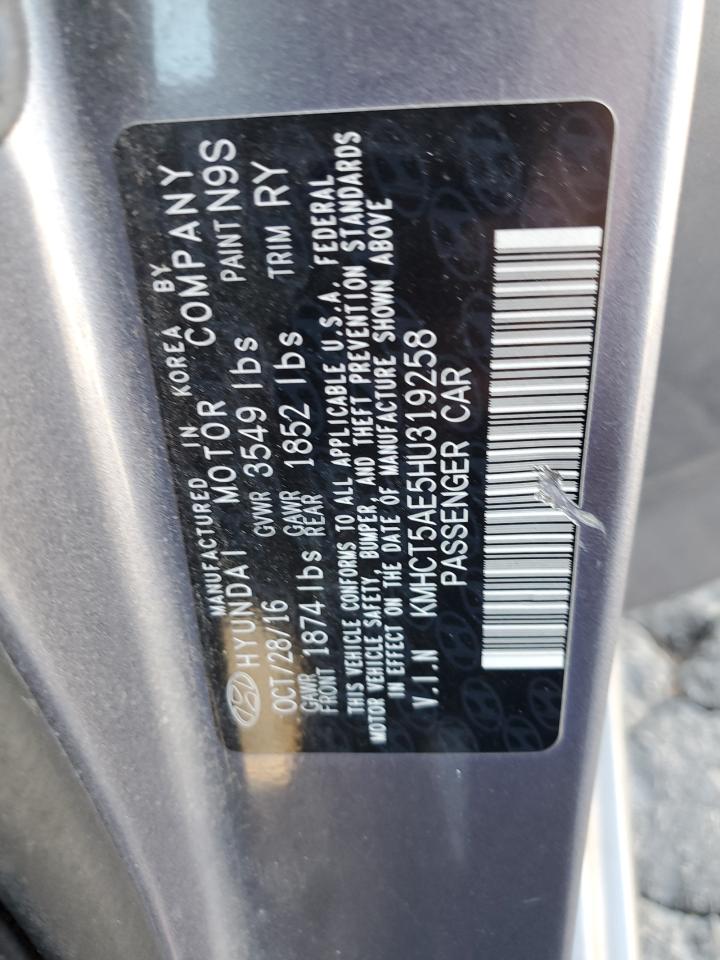 MANUFACTURED IN KOREA BY
HYUNDAI MOTOR COMPANY
OCT/28/16 GVWR 3549 lbs PAINT N9S
GAWR FRONT 1874 lbs GAWR REAR 1852 lbs TRIM RY
THIS VEHICLE CONFORMS TO ALL APPLICABLE U.S.A. FEDERAL
MOTOR VEHICLE SAFETY, BUMPER, AND THEFT PREVENTION STANDARDS
IN EFFECT ON THE DATE OF MANUFACTURE SHOWN ABOVE
V.I.N KMHCT5AE5HU319258
PASSENGER CAR